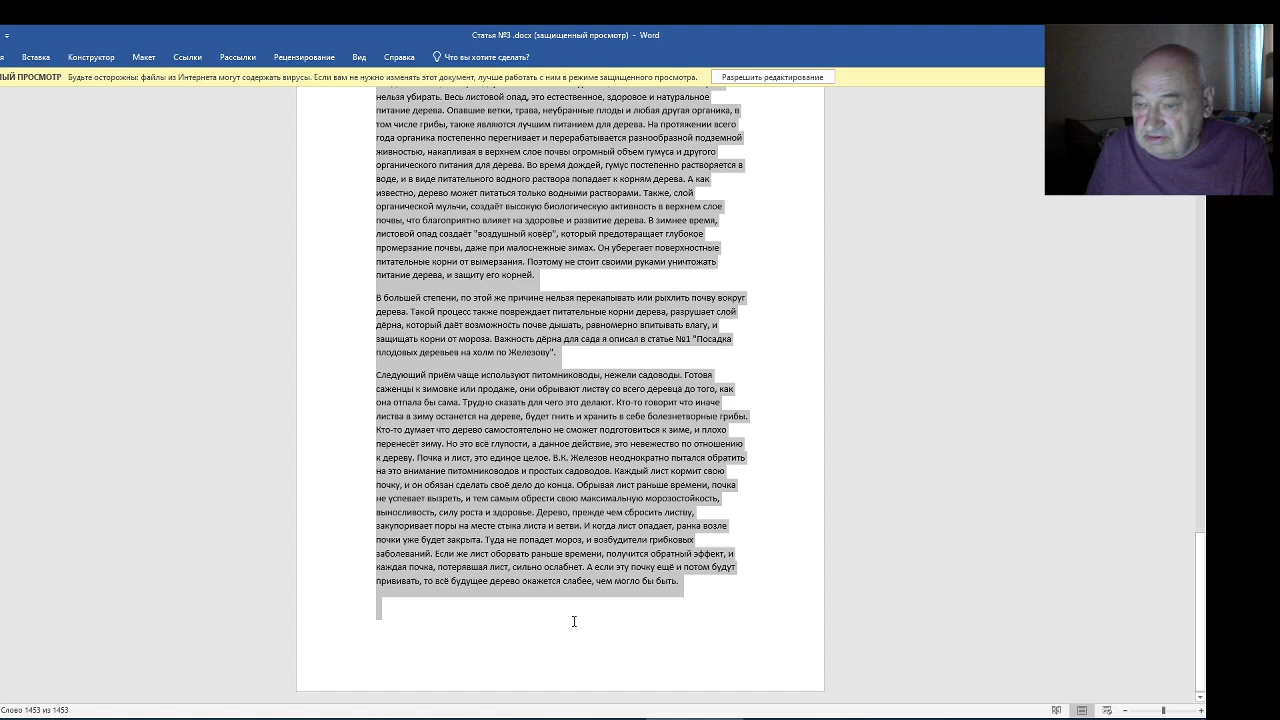 Статья №3 .docx (защищенный просмотр) - Word
Вставка Конструктор Макет Ссылки Рассылки Рецензирование Вид Справка Что вы хотите сделать?
ПРОСМОТР Будьте осторожны: файлы из Интернета могут содержать вирусы. Если вам не нужно изменять этот документ, лучше работать с ним в режиме защищенного просмотра. Разрешить редактирование
нельзя убирать. Весь листовой опад, это естественное, здоровое и натуральное
питание дерева. Опавшие ветки, трава, неубранные плоды и любая другая органика, в
том числе грибы, также являются лучшим питанием для дерева. На протяжении всего
года органика постепенно перегнивает и перерабатывается разнообразной подземной
живностью, накапливая в верхнем слое почвы огромный объем гумуса и другого
органического питания для дерева. Во время дождей, гумус постепенно растворяется в
воде, и в виде питательного водного раствора попадает к корням дерева. А как
известно, дерево может питаться только водными растворами. Также, слой
органической мульчи, создаёт высокую биологическую активность в верхнем слое
почвы, что благоприятно влияет на здоровье и развитие дерева. В зимнее время,
листовой опад создаёт "воздушный ковёр", который предотвращает глубокое
промерзание почвы, даже при малоснежные зимах. Он уберегает поверхностные
питательные корни от вымерзания. Поэтому не стоит своими руками уничтожать
питание дерева, и защиту его корней.
В большей степени, по этой же причине нельзя перекапывать или рыхлить почву вокруг
дерева. Такой процесс также повреждает питательные корни дерева, разрушает слой
дёрна, который даёт возможность почве дышать, равномерно впитывать влагу, и
защищать корни от мороза. Важность дёрна для сада я описал в статье №1 "Посадка
плодовых деревьев на холм по Железову".
Следующий приём чаще используют питомниководы, нежели садоводы. Готовя
саженцы к зимовке или продаже, они обрывают листву со всего деревца до того, как
она отпала бы сама. Трудно сказать для чего это делают. Кто-то говорит что иначе
листва в зиму останется на дереве, будет гнить и хранить в себе болезнетворные грибы.
Кто-то думает что дерево самостоятельно не сможет подготовиться к зиме, и плохо
перенесёт зиму. Но это всё глупости, а данное действие, это невежество по отношению
к дереву. Почка и лист, это единое целое. В.К. Железов неоднократно пытался обратить
на это внимание питомниководов и простых садоводов. Каждый лист кормит свою
почку, и он обязан сделать своё дело до конца. Обрывая лист раньше времени, почка
не успевает вызреть, и тем самым обрести свою максимальную морозостойкость,
выносливость, силу роста и здоровье. Дерево, прежде чем сбросить листву,
закупоривает поры на месте стыка листа и ветви. И когда лист опадает, ранка возле
почки уже будет закрыта. Туда не попадет мороз, и возбудители грибковых
заболеваний. Если же лист оборвать раньше времени, получится обратный эффект, и
каждая почка, потерявшая лист, сильно ослабнет. А если эту почку ещё и потом будут
прививать, то всё будущее дерево окажется слабее, чем могло бы быть.
Слово 1453 из 1453